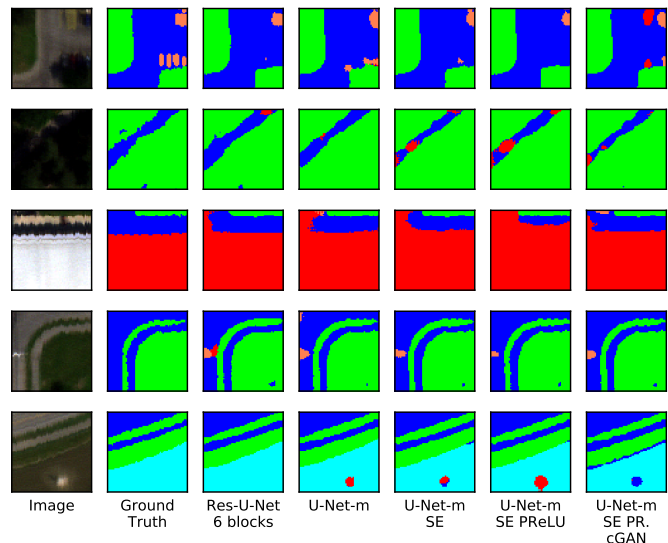 Image
Ground
Truth
Res-U-Net
6 blocks
U-Net-m
U-Net-m
SE
U-Net-m
SE PReLU
U-Net-m
SE PR.
cGAN